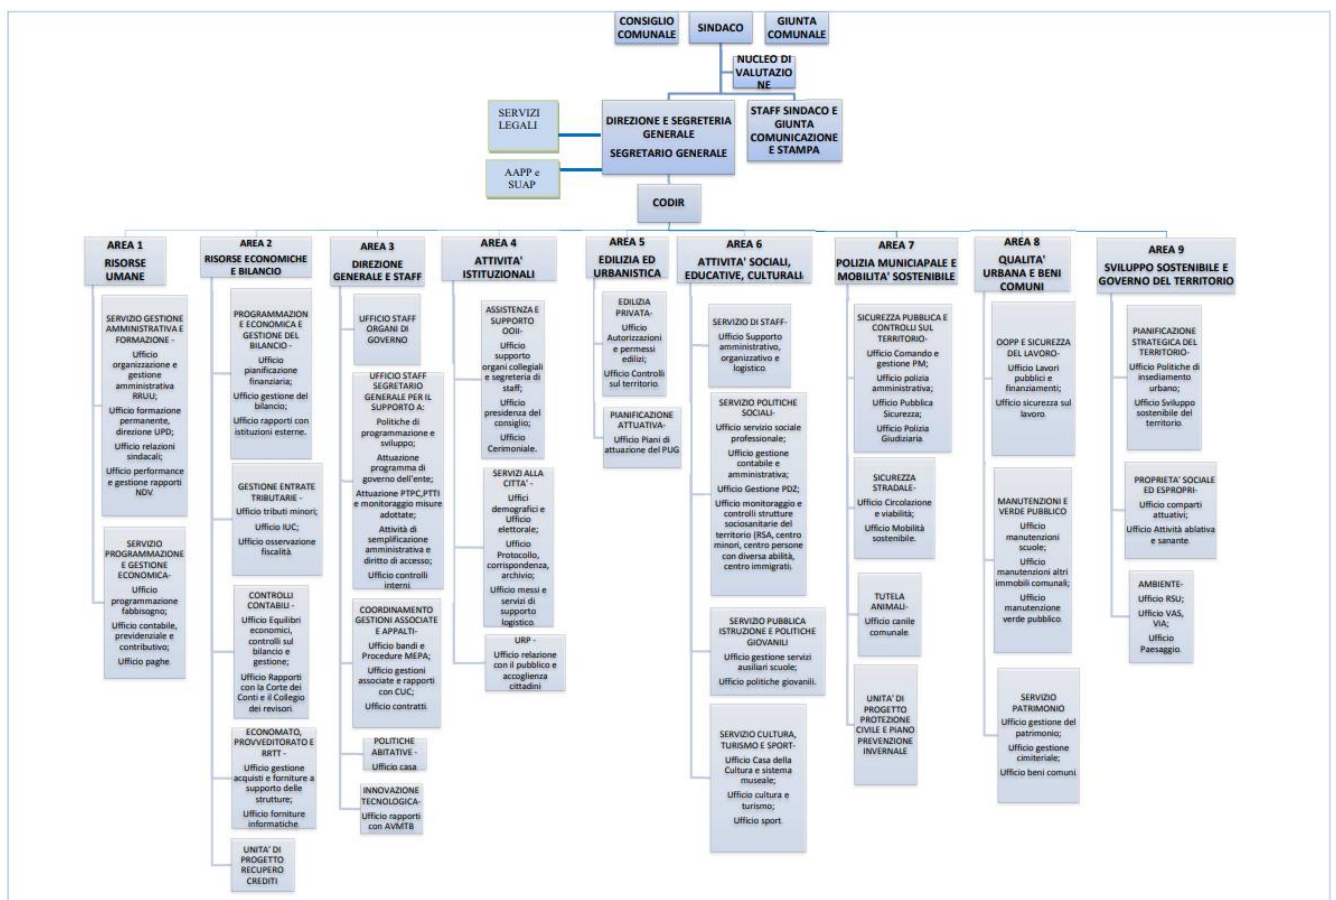 CONSIGLIO
COMUNALE
SINDACO
GIUNTA
COMUNALE
NUCLEO DI
VALUTAZIO
NE
SERVIZI
LEGALI
DIREZIONE E SEGRETERIA
GENERALE
SEGRETARIO GENERALE
STAFF SINDACO E
GIUNTA
COMUNICAZIONE
E STAMPA
AAPP e
SUAP
CODIR
AREA 1
RISORSE
UMANE
SERVIZIO GESTIONE
AMMINISTRATIVA E
FORMAZIONE -
Ufficio
organizzazione e
gestione
amministrativa
RRUU;
Ufficio formazione
permanente,
direzione UPD;
Ufficio relazioni
sindacali;
Ufficio performance
e gestione rapporti
NDV.
SERVIZIO
PROGRAMMAZIONE
E GESTIONE
ECONOMICA-
Ufficio
programmazione
fabbisogno;
Ufficio contabile,
previdenziale e
contributivo;
Ufficio paghe.
AREA 2
RISORSE ECONOMICHE
E BILANCIO
PROGRAMMAZION
E ECONOMICA E
GESTIONE DEL
BILANCIO -
Ufficio
pianificazione
finanziaria;
Ufficio gestione del
bilancio;
Ufficio rapporti con
istituzioni esterne.
GESTIONE ENTRATE
TRIBUTARIE -
Ufficio tributi minori;
Ufficio IUC;
Ufficio osservazione
fiscalità.
CONTROLLI
CONTABILI -
Ufficio Equilibri
economici,
controlli sul
bilancio e
gestione;
Ufficio Rapporti
con la Corte dei
Conti e il Collegio
dei revisori.
ECONOMATO,
PROVVEDITORATO E
RRTT -
Ufficio gestione
acquisti e forniture a
supporto delle
strutture;
Ufficio forniture
informatiche.
UNITA' DI
PROGETTO
RECUPERO
CREDITI
AREA 3
DIREZIONE
GENERALE E STAFF
UFFICIO STAFF
ORGANI DI
GOVERNO
UFFICIO STAFF
SEGRETARIO
GENERALE PER IL
SUPPORTO A:
Politiche di
programmazione e
sviluppo;
Attuazione
programma di
governo dell'ente;
Attuazione PTPC,PTTI
e monitoraggio misure
adottate;
Attività di
semplificazione
amministrativa e
diritto di accesso;
Ufficio controlli
interni.
COORDINAMENTO
GESTIONI ASSOCIATE
E APPALTI-
Ufficio bandi e
Procedure MEPA;
Ufficio gestioni
associate e rapporti
con CUC;
Ufficio contratti.
POLITICHE
ABITATIVE -
Ufficio casa
INNOVAZIONE
TECNOLOGICA-
Ufficio rapporti
con AVMTB
AREA 4
ATTIVITA'
ISTITUZIONALI
ASSISTENZA E
SUPPORTO
OOII-
Ufficio
supporto
organi collegiali
e segreteria di
staff;
Ufficio
presidenza del
consiglio;
Ufficio
Cerimoniale.
SERVIZI ALLA
CITTA' -
Uffici
demografici e
Ufficio
elettorale;
Ufficio
Protocollo,
corrispondenza,
archivio;
Ufficio messi e
servizi di
supporto
logistico.
URP -
Ufficio relazione
con il pubblico e
accoglienza
cittadini
AREA 5
EDILIZIA ED
URBANISTICA
EDILIZIA
PRIVATA-
Ufficio
Autorizzazioni
e permessi
edilizi;
Ufficio Controlli
sul territorio.
PIANIFICAZIONE
ATTUATIVA-
Ufficio Piani di
attuazione del PUG
AREA 6
ATTIVITA' SOCIALI,
EDUCATIVE, CULTURALI.
SERVIZIO DI STAFF-
Ufficio Supporto
amministrativo,
organizzativo e
logistico.
SERVIZIO POLITICHE
SOCIALI-
Ufficio servizio sociale
professionale;
Ufficio gestione
contabile e
amministrativa;
Ufficio Gestione PDZ;
Ufficio monitoraggio e
controlli strutture
sociosanitarie del
territorio (RSA, centro
minori, centro persone
con diversa abilità,
centro immigrati).
SERVIZIO PUBBLICA
ISTRUZIONE E POLITICHE
GIOVANILI
Ufficio gestione servizi
ausiliari scuole;
Ufficio politiche giovanili.
SERVIZIO CULTURA,
TURISMO E SPORT-
Ufficio Casa della
Cultura e sistema
museale;
Ufficio cultura e
turismo;
Ufficio sport
AREA 7
POLIZIA MUNICIAPALE E
MOBILITA' SOSTENIBILE
SICUREZZA PUBBLICA E
CONTROLLI SUL
TERRITORIO-
Ufficio Comando e
gestione PM;
Ufficio polizia
amministrativa;
Ufficio Pubblica
Sicurezza;
Ufficio Polizia
Giudiziaria.
SICUREZZA
STRADALE-
Ufficio Circolazione
e viabilità;
Ufficio Mobilità
sostenibile.
TUTELA
ANIMALI-
Ufficio canile
comunale.
UNITA' DI
PROGETTO
PROTEZIONE
CIVILE E PIANO
PREVENZIONE
INVERNALE
AREA 8
QUALITA'
URBANA E BENI
COMUNI
OOPP E SICUREZZA
DEL LAVORO-
Ufficio Lavori
pubblici e
finanziamenti;
Ufficio sicurezza sul
lavoro.
MANUTENZIONI E
VERDE PUBBLICO
Ufficio
manutenzioni
scuole;
Ufficio
manutenzioni altri
immobili comunali;
Ufficio
manutenzione
verde pubblico.
SERVIZIO
PATRIMONIO
Ufficio gestione del
patrimonio;
Ufficio gestione
cimiteriale;
Ufficio beni comuni.
AREA 9
SVILUPPO SOSTENIBILE E
GOVERNO DEL TERRITORIO
PIANIFICAZIONE
STRATEGICA DEL
TERRITORIO-
Ufficio Politiche di
insediamento
urbano;
Ufficio Sviluppo
sostenibile del
territorio.
PROPRIETA' SOCIALE
ED ESPROPRI-
Ufficio comparti
attuativi;
Ufficio Attività ablativa
e sanante.
AMBIENTE-
Ufficio RSU;
Ufficio VAS,
VIA;
Ufficio
Paesaggio.